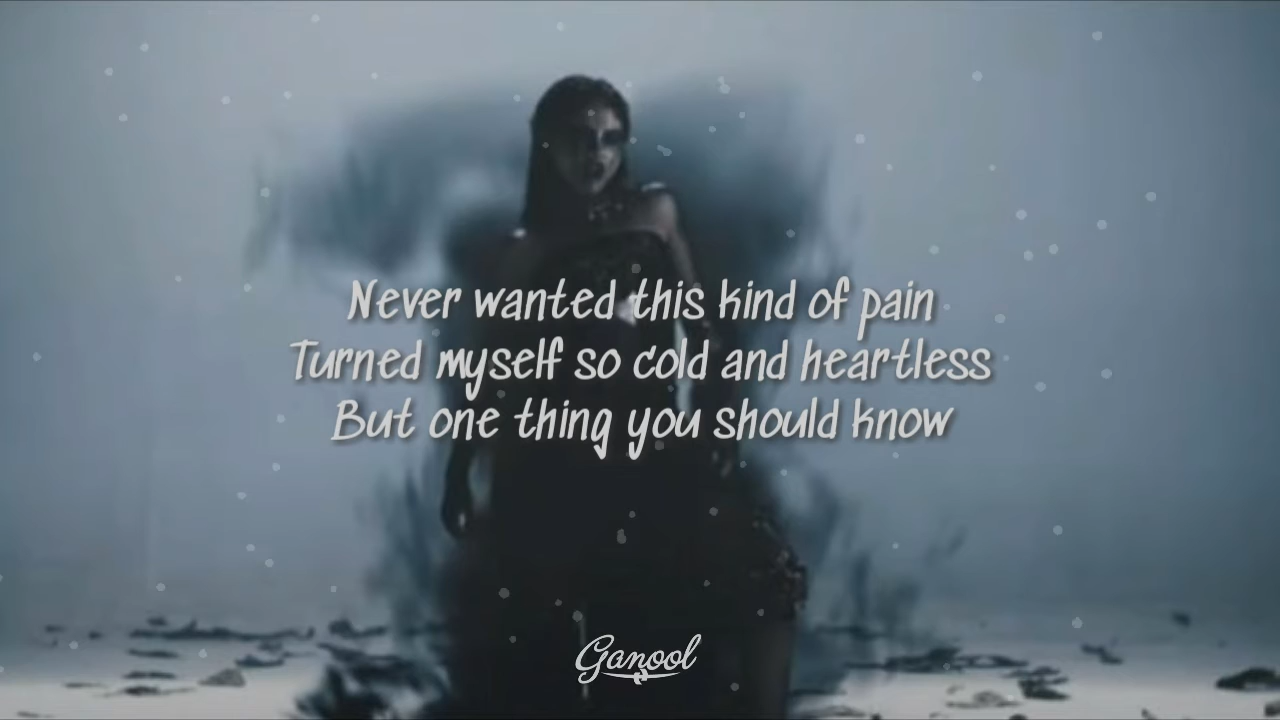 Never wanted this kind of pain
Turned myself so cold and heartless
But one thing you should know
Ganool